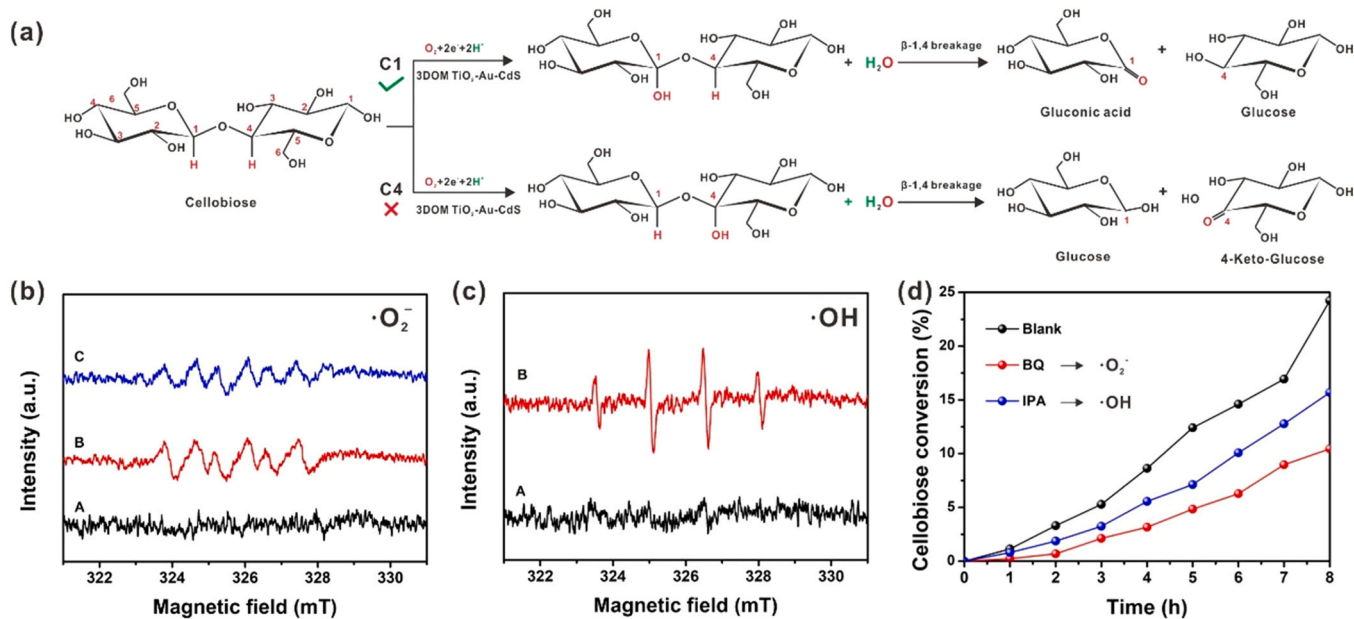 (a)
C1
O₂+2e⁻+2H⁺
3DOM TiO₂-Au-CdS
C4
O₂+2e⁻+2H⁺
3DOM TiO₂-Au-CdS
Cellobiose
+ H₂O
β-1,4 breakage
Gluconic acid
+
Glucose
+ H₂O
β-1,4 breakage
Glucose
+
4-Keto-Glucose
(b)
·O₂⁻
C
B
A
Intensity (a.u.)
322 324 326 328 330
Magnetic field (mT)
(c)
·OH
B
A
Intensity (a.u.)
322 324 326 328 330
Magnetic field (mT)
(d)
Cellobiose conversion (%)
25
20
15
10
5
0
Blank
BQ → ·O₂⁻
IPA → ·OH
0 1 2 3 4 5 6 7 8
Time (h)